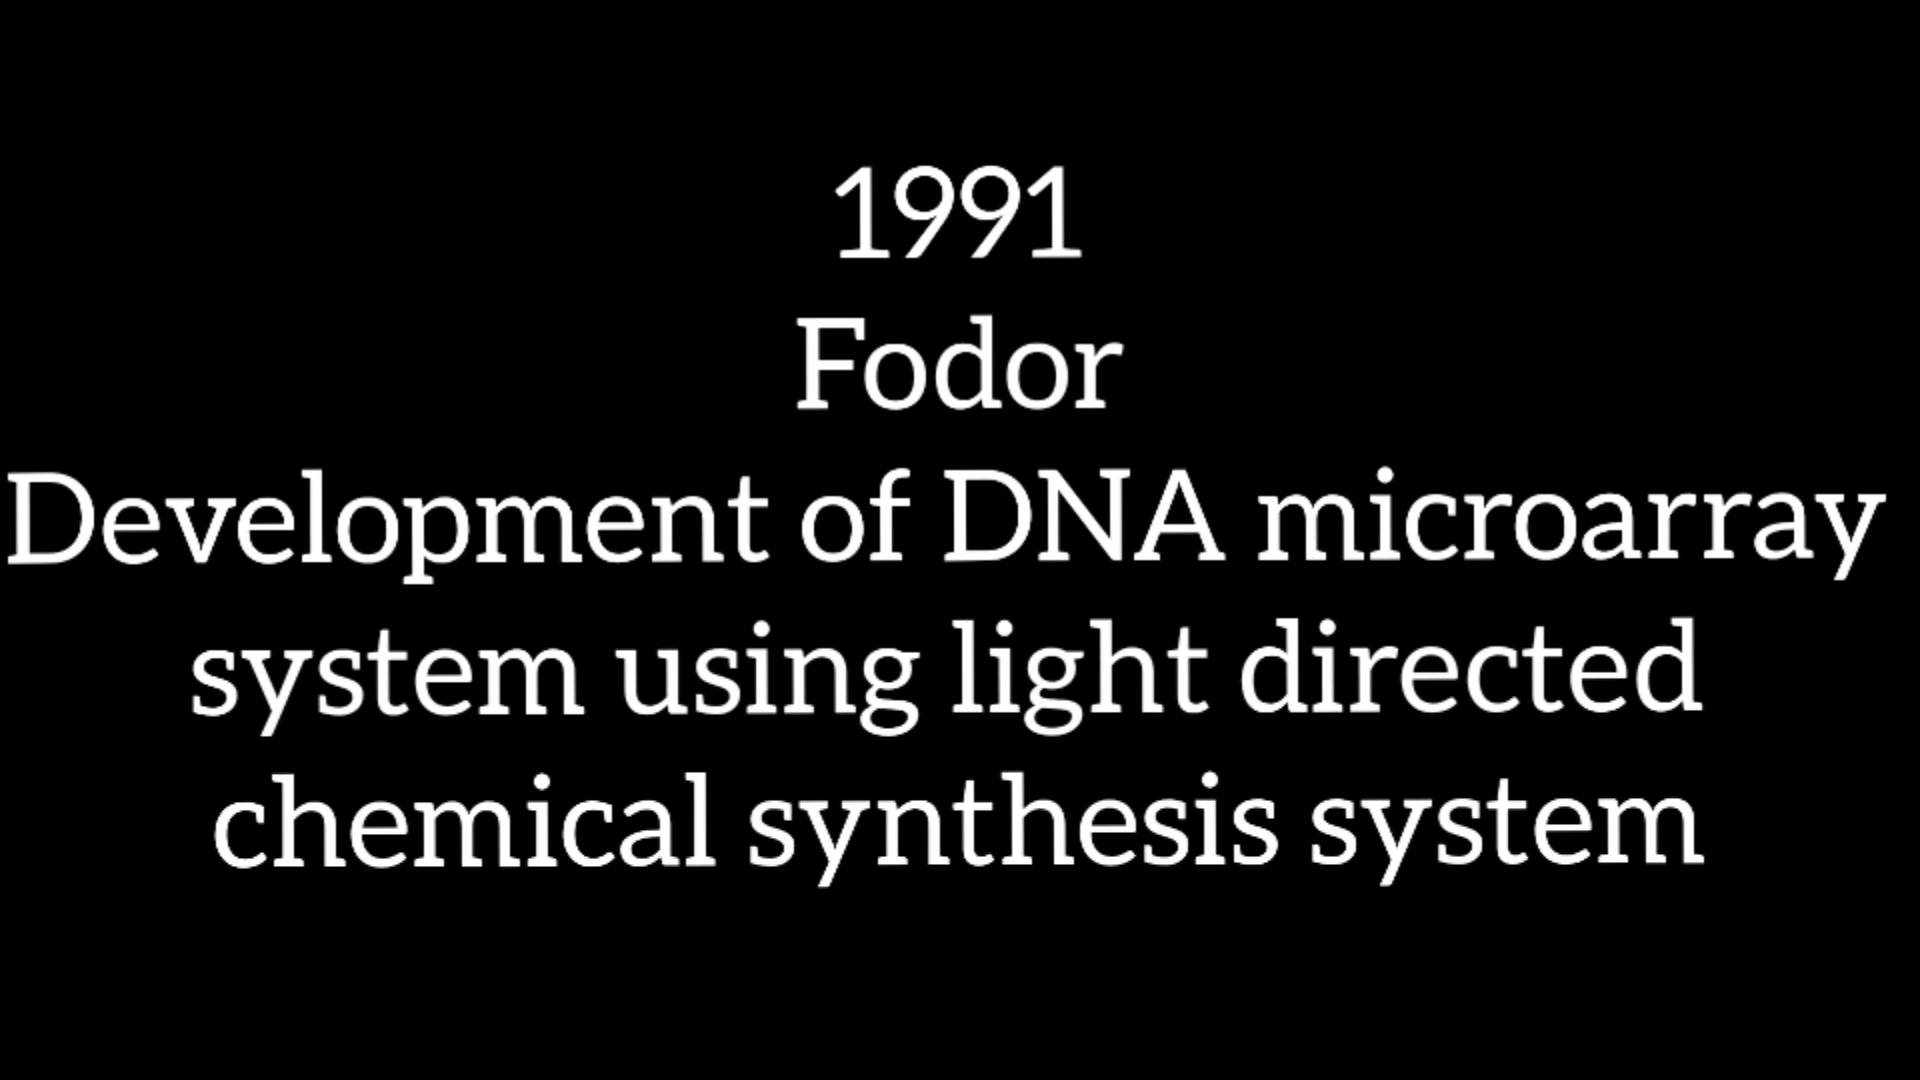 1991
Fodor
Development of DNA microarray
system using light directed
chemical synthesis system